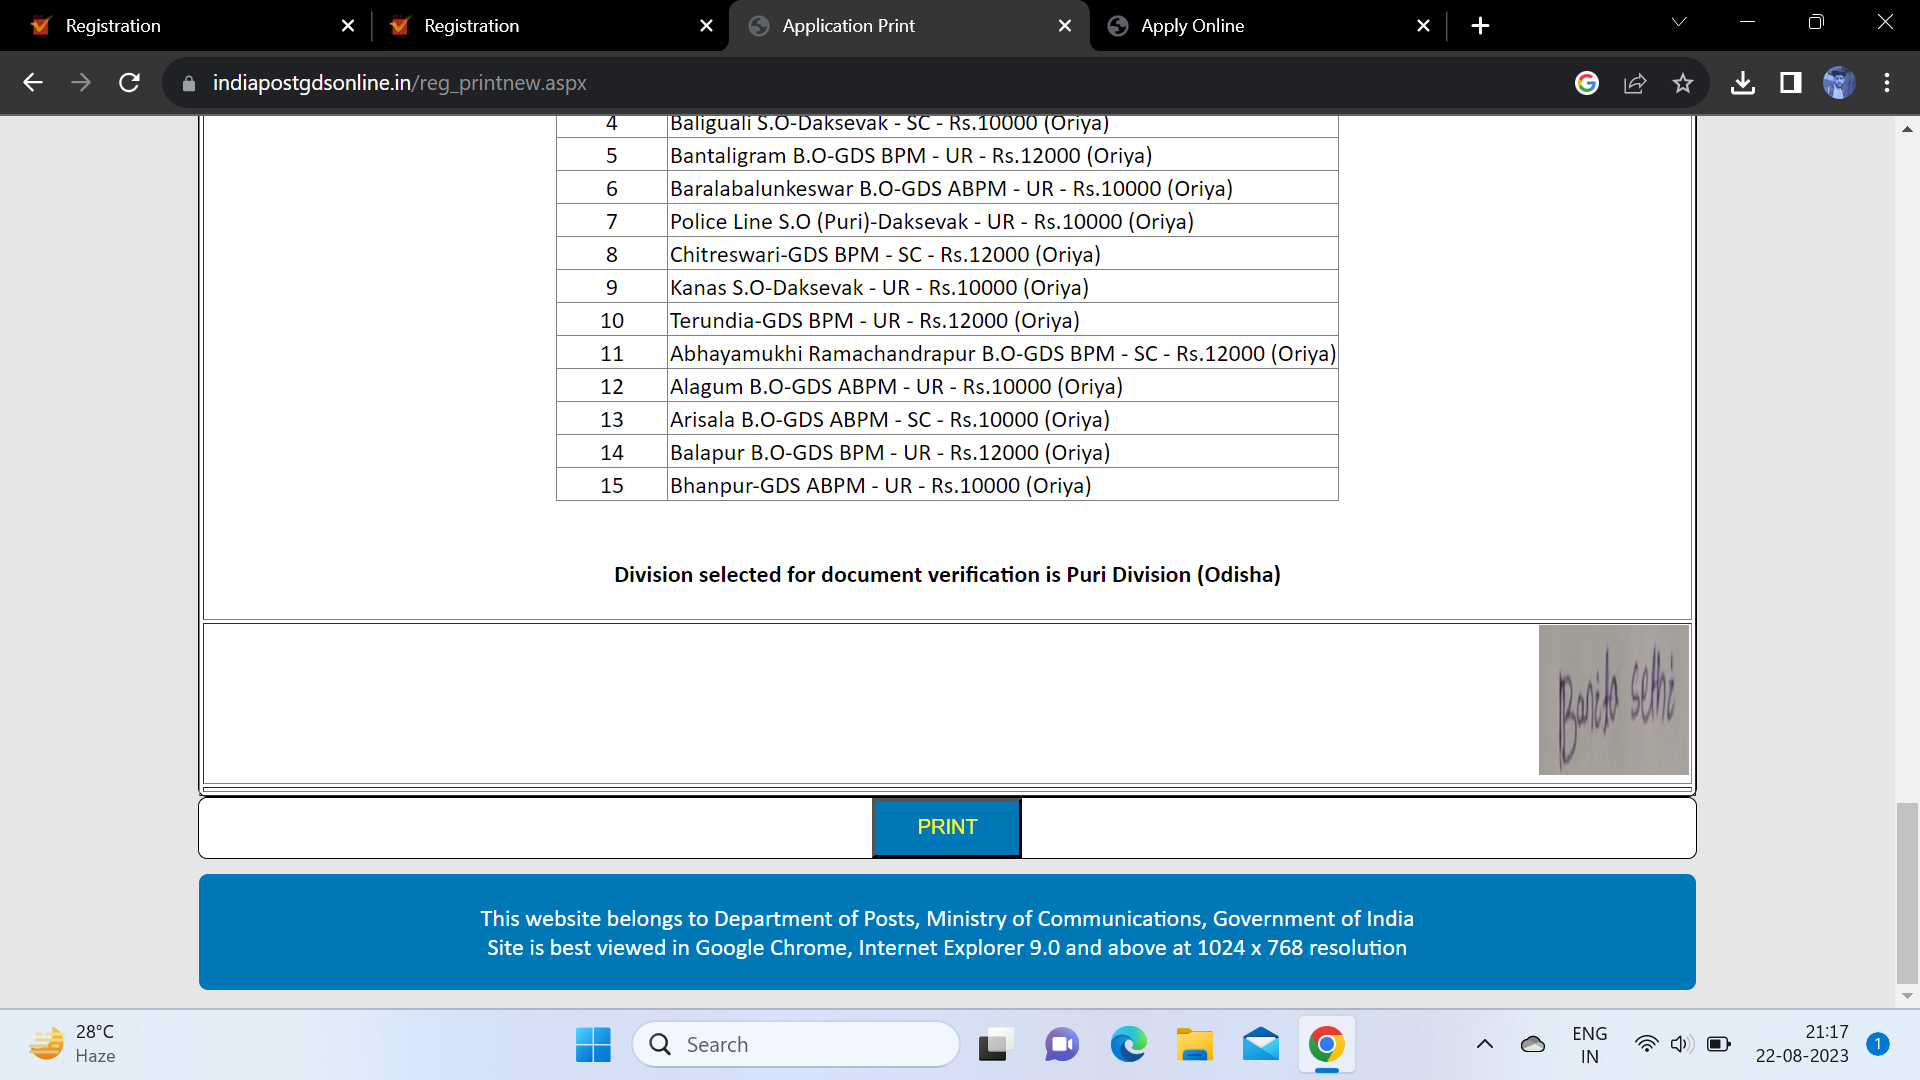 Registration
Registration
Application Print
Apply Online
indiapostgdsonline.in/reg_printnew.aspx
4 Baliguali S.O-Daksevak - SC - Rs.10000 (Oriya)
5 Bantaligram B.O-GDS BPM - UR - Rs.12000 (Oriya)
6 Baralabalunkeswar B.O-GDS ABPM - UR - Rs.10000 (Oriya)
7 Police Line S.O (Puri)-Daksevak - UR - Rs.10000 (Oriya)
8 Chitreswari-GDS BPM - SC - Rs.12000 (Oriya)
9 Kanas S.O-Daksevak - UR - Rs.10000 (Oriya)
10 Terundia-GDS BPM - UR - Rs.12000 (Oriya)
11 Abhayamukhi Ramachandrapur B.O-GDS BPM - SC - Rs.12000 (Oriya)
12 Alagum B.O-GDS ABPM - UR - Rs.10000 (Oriya)
13 Arisala B.O-GDS ABPM - SC - Rs.10000 (Oriya)
14 Balapur B.O-GDS BPM - UR - Rs.12000 (Oriya)
15 Bhanpur-GDS ABPM - UR - Rs.10000 (Oriya)
Division selected for document verification is Puri Division (Odisha)
Banita sethi
PRINT
This website belongs to Department of Posts, Ministry of Communications, Government of India
Site is best viewed in Google Chrome, Internet Explorer 9.0 and above at 1024 x 768 resolution
28°C
Haze
Search
ENG
IN
21:17
22-08-2023
1